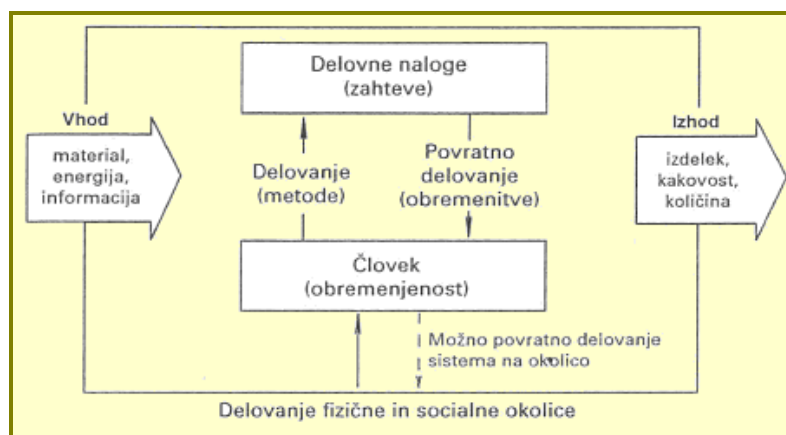 Delovne naloge
(zahteve)
Vhod
material,
energija,
informacija
Delovanje
(metode)
Povratno
delovanje
(obremenitve)
Izhod
izdelek,
kakovost,
količina
Človek
(obremenjenost)
Možno povratno delovanje
sistema na okolico
Delovanje fizične in socialne okolice